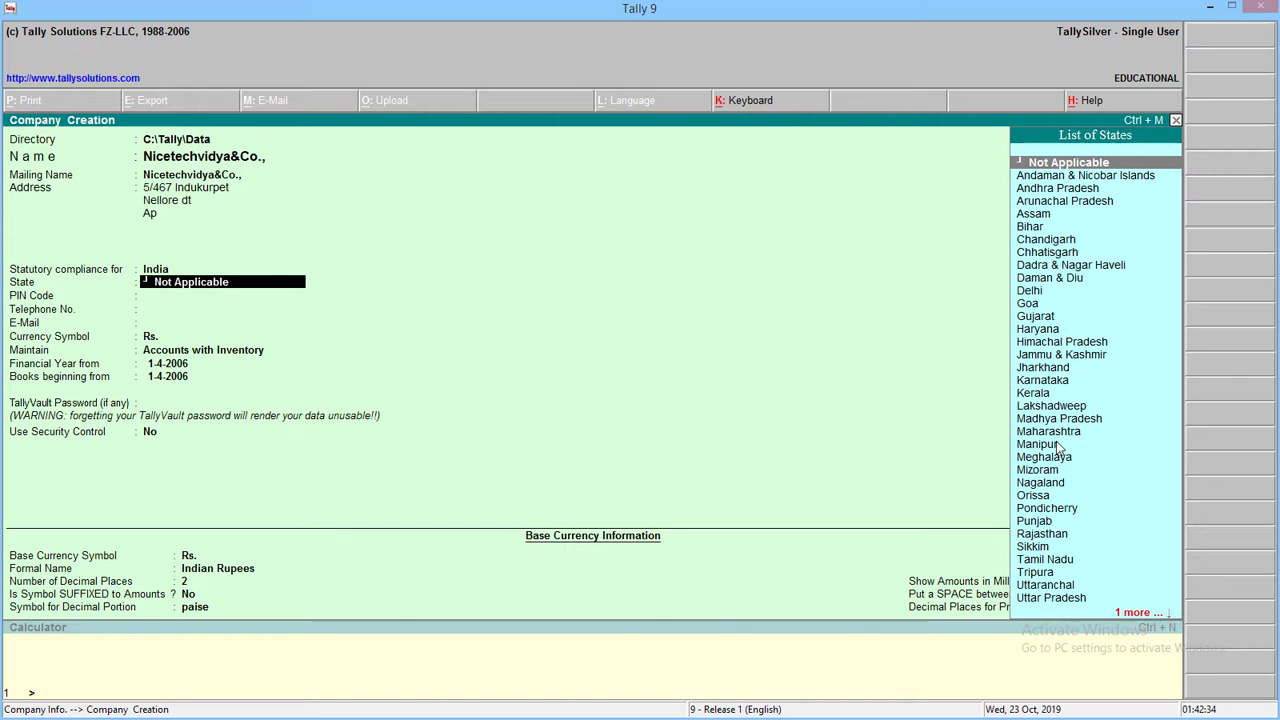 Tally
Tally 9
(c) Tally Solutions FZ-LLC, 1988-2006
TallySilver - Single User
http://www.tallysolutions.com
EDUCATIONAL
P: Print
E: Export
M: E-Mail
O: Upload
L: Language
K: Keyboard
H: Help
Company Creation
Ctrl + M
Directory : C:\Tally\Data
N a m e : Nicetechvidya&Co.,
Mailing Name : Nicetechvidya&Co.,
Address : 5/467 Indukurpet
Nellore dt
Ap
Statutory compliance for : India
State : Not Applicable
PIN Code :
Telephone No. :
E-Mail :
Currency Symbol : Rs.
Maintain : Accounts with Inventory
Financial Year from : 1-4-2006
Books beginning from : 1-4-2006
TallyVault Password (if any) :
(WARNING: forgetting your TallyVault password will render your data unusable!!)
Use Security Control : No
List of States
Not Applicable
Andaman & Nicobar Islands
Andhra Pradesh
Arunachal Pradesh
Assam
Bihar
Chandigarh
Chhatisgarh
Dadra & Nagar Haveli
Daman & Diu
Delhi
Goa
Gujarat
Haryana
Himachal Pradesh
Jammu & Kashmir
Jharkhand
Karnataka
Kerala
Lakshadweep
Madhya Pradesh
Maharashtra
Manipur
Meghalaya
Mizoram
Nagaland
Orissa
Pondicherry
Punjab
Rajasthan
Sikkim
Tamil Nadu
Tripura
Uttaranchal
Uttar Pradesh
1 more ... ↓
Base Currency Information
Base Currency Symbol : Rs.
Formal Name : Indian Rupees
Number of Decimal Places : 2
Is Symbol SUFFIXED to Amounts ? No
Symbol for Decimal Portion : paise
Show Amounts in Mill
Put a SPACE between
Decimal Places for Pr
Calculator
Ctrl + N
Activate Windows
Go to PC settings to activate Windows.
1 >
Company Info. --> Company Creation
9 - Release 1 (English)
Wed, 23 Oct, 2019
01:42:34